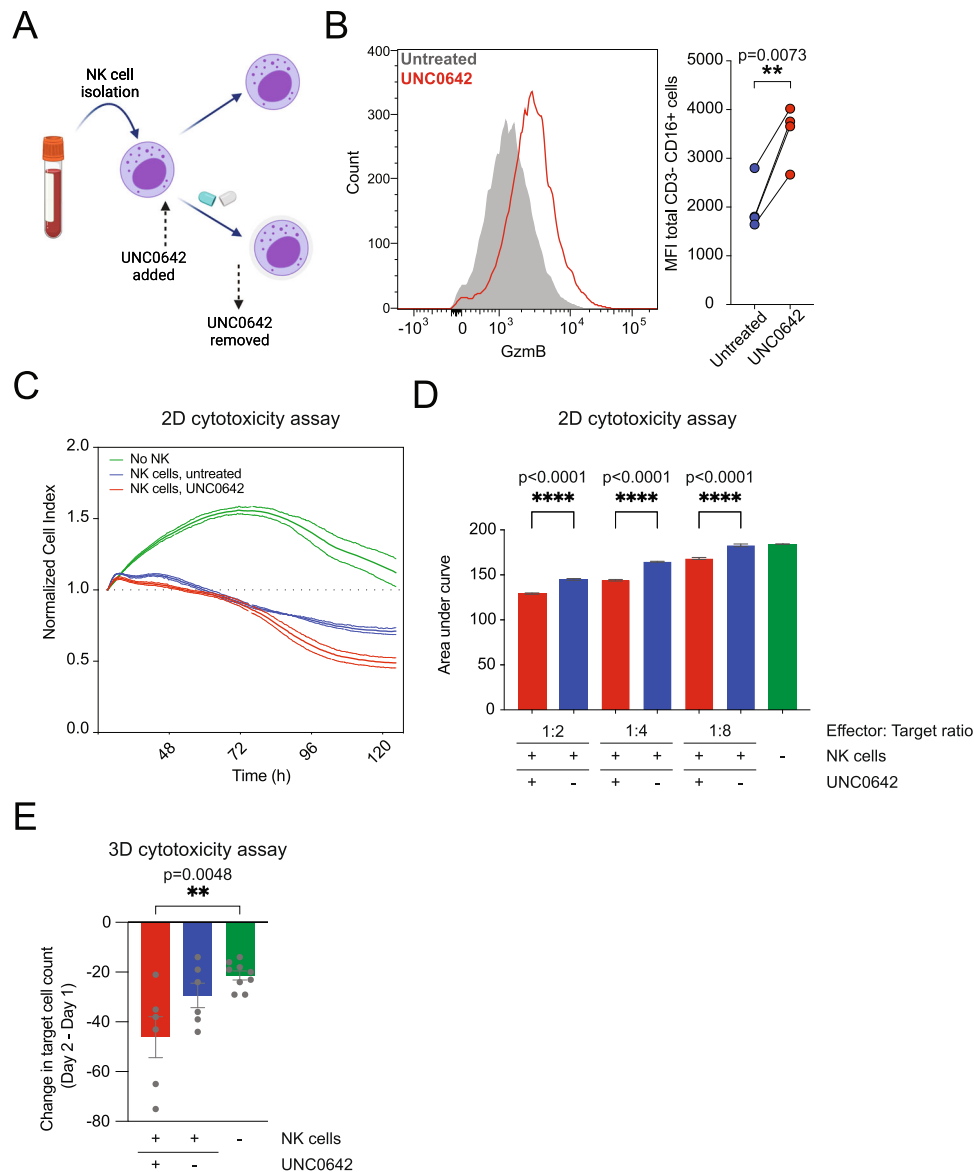 A
NK cell
isolation
UNC0642
added
UNC0642
removed
B
Untreated
UNC0642
Count
400
300
200
100
0
-10³ 0 10³ 10⁴ 10⁵
GzmB
p=0.0073
**
MFI total CD3- CD16+ cells
5000
4000
3000
2000
1000
0
Untreated
UNC0642
C
2D cytotoxicity assay
No NK
NK cells, untreated
NK cells, UNC0642
Normalized Cell Index
2.0
1.5
1.0
0.5
0.0
48 72 96 120
Time (h)
D
2D cytotoxicity assay
p<0.0001 p<0.0001 p<0.0001
**** **** ****
Area under curve
200
150
100
50
0
1:2 1:4 1:8 Effector: Target ratio
+ + + + + + - NK cells
+ - + - + - UNC0642
E
3D cytotoxicity assay
p=0.0048
**
Change in target cell count
(Day 2 - Day 1)
0
-20
-40
-60
-80
+ + - NK cells
+ - UNC0642